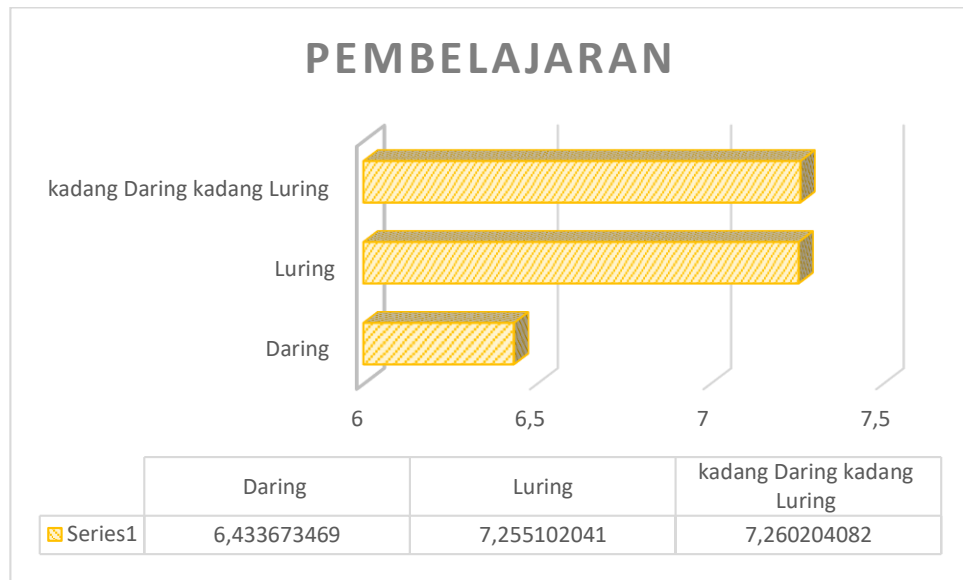 PEMBELAJARAN
kadang Daring kadang Luring
Luring
Daring
6
6,5
7
7,5
Daring
Luring
kadang Daring kadang
Luring
Series1
6,433673469
7,255102041
7,260204082